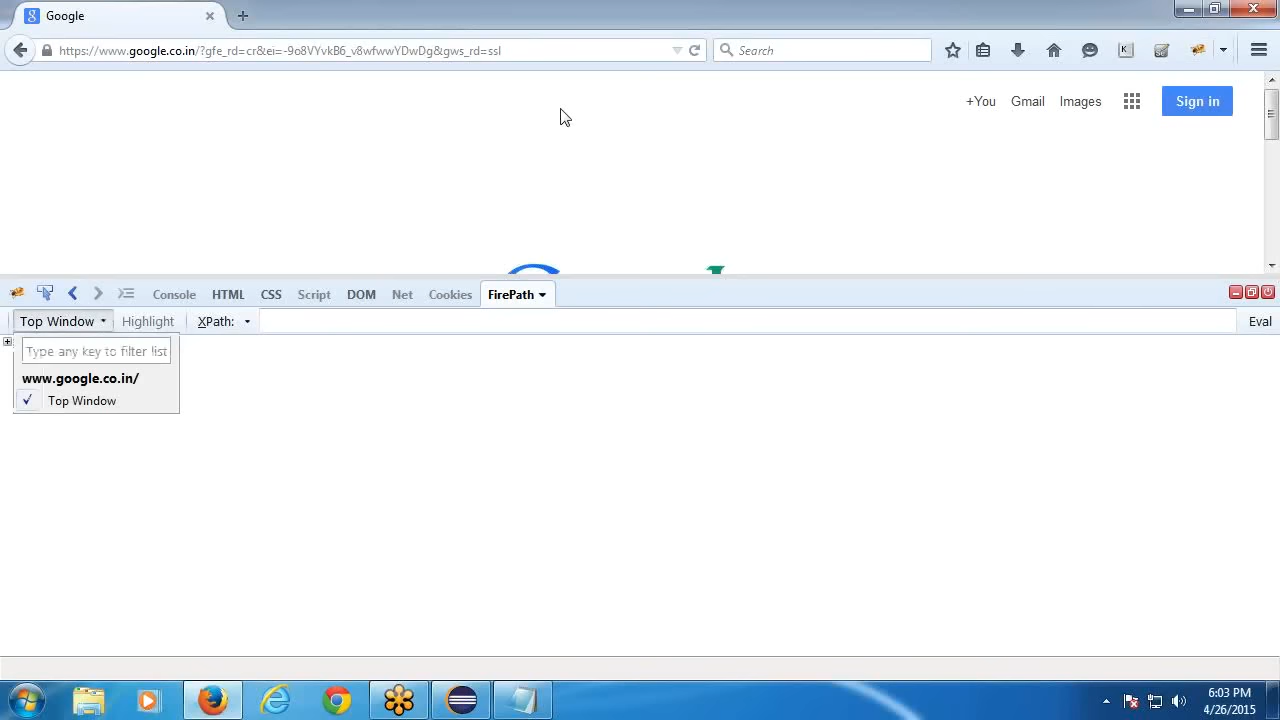 Google
https://www.google.co.in/?gfe_rd=cr&ei=-9o8VYvkB6_v8wfwwYDwDg&gws_rd=ssl
Search
+You Gmail Images Sign in
Console HTML CSS Script DOM Net Cookies FirePath
Top Window Highlight XPath: Eval
Type any key to filter list
www.google.co.in/
Top Window
6:03 PM
4/26/2015